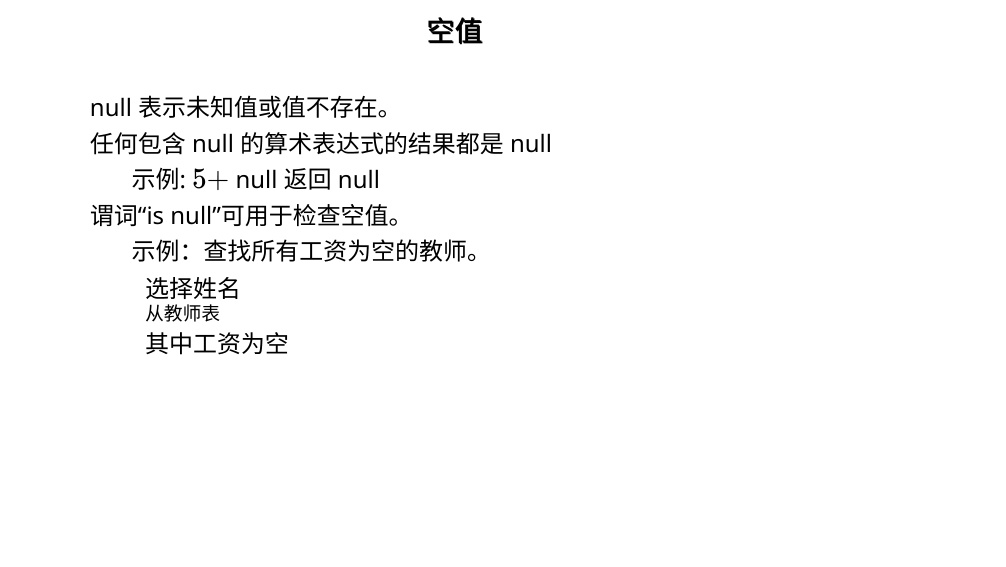 空值
null 表示未知值或值不存在。
任何包含 null 的算术表达式的结果都是 null
示例: 5+ null 返回 null
谓词“is null”可用于检查空值。
示例：查找所有工资为空的教师。
选择姓名
从教师表
其中工资为空